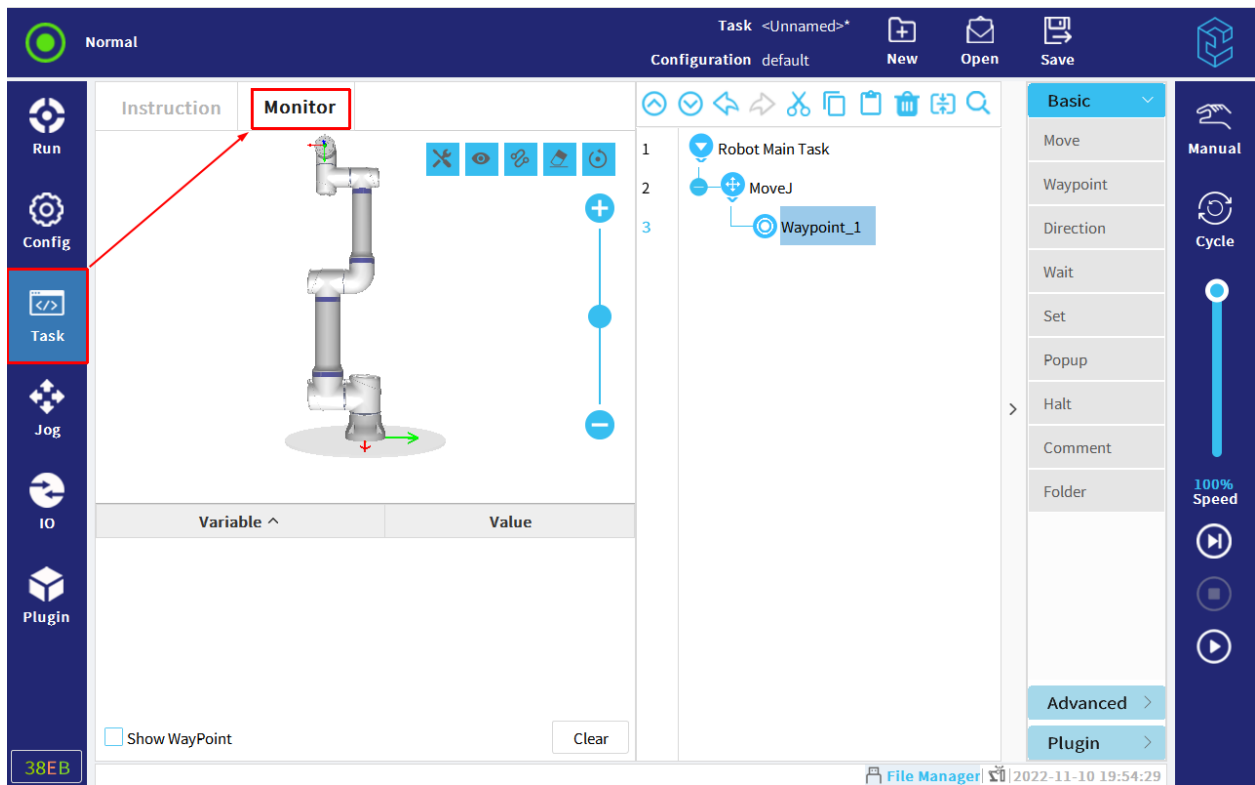 Normal
Task <Unnamed>*
Configuration default
New
Open
Save
Run
Config
Task
Jog
IO
Plugin
38EB
Instruction
Monitor
Variable
Value
Show WayPoint
Clear
1 Robot Main Task
2 MoveJ
3 Waypoint_1
Basic
Move
Waypoint
Direction
Wait
Set
Popup
Halt
Comment
Folder
Advanced
Plugin
Manual
Cycle
100%
Speed
File Manager
2022-11-10 19:54:29